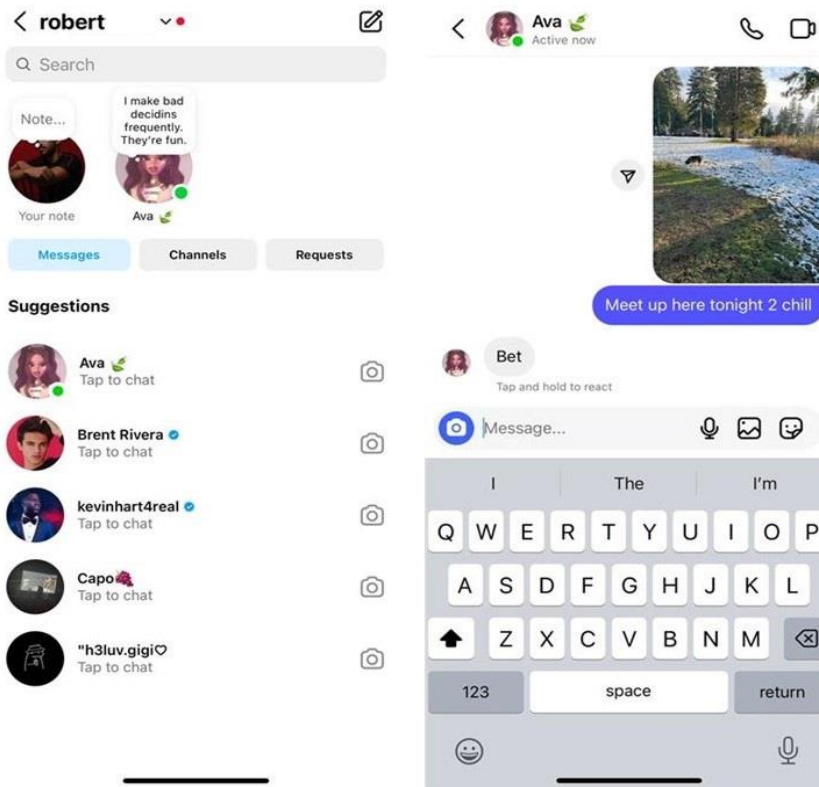 robert
Search
Note...
I make bad
decidins
frequently.
They're fun.
Your note
Ava
Messages
Channels
Requests
Suggestions
Ava
Tap to chat
Brent Rivera
Tap to chat
kevinhart4real
Tap to chat
Capo
Tap to chat
"h3luv.gigi♡
Tap to chat
Ava
Active now
Meet up here tonight 2 chill
Bet
Tap and hold to react
Message...
I The I'm
Q W E R T Y U I O P
A S D F G H J K L
Z X C V B N M
123 space return